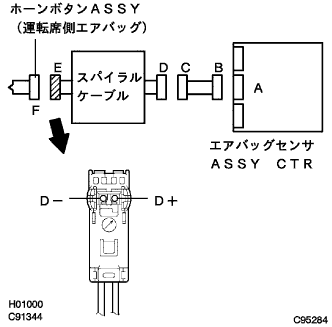 ホーンボタンASSY
(運転席側エアバッグ)
E
スパイラル
ケーブル
D
C
B
A
F
エアバッグセンサ
ASSY CTR
D−
D+
H01000
C91344
C95284